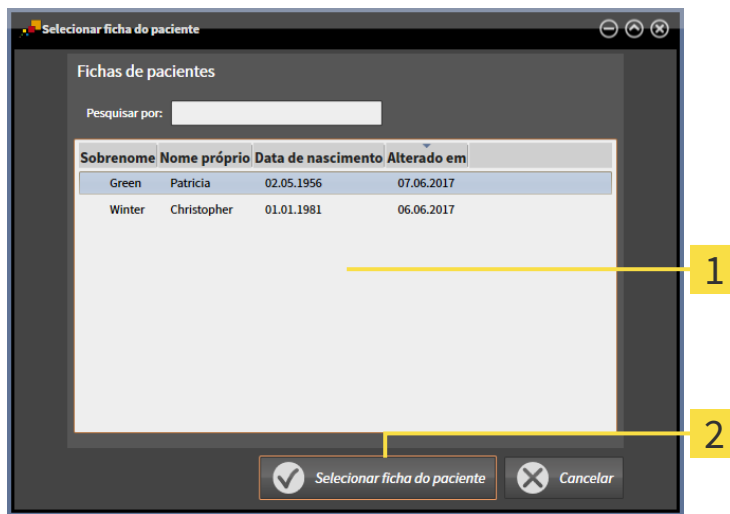 Selecionar ficha do paciente
Fichas de pacientes
Pesquisar por:
Sobrenome Nome próprio Data de nascimento Alterado em
Green Patricia 02.05.1956 07.06.2017
Winter Christopher 01.01.1981 06.06.2017
1
2
Selecionar ficha do paciente Cancelar